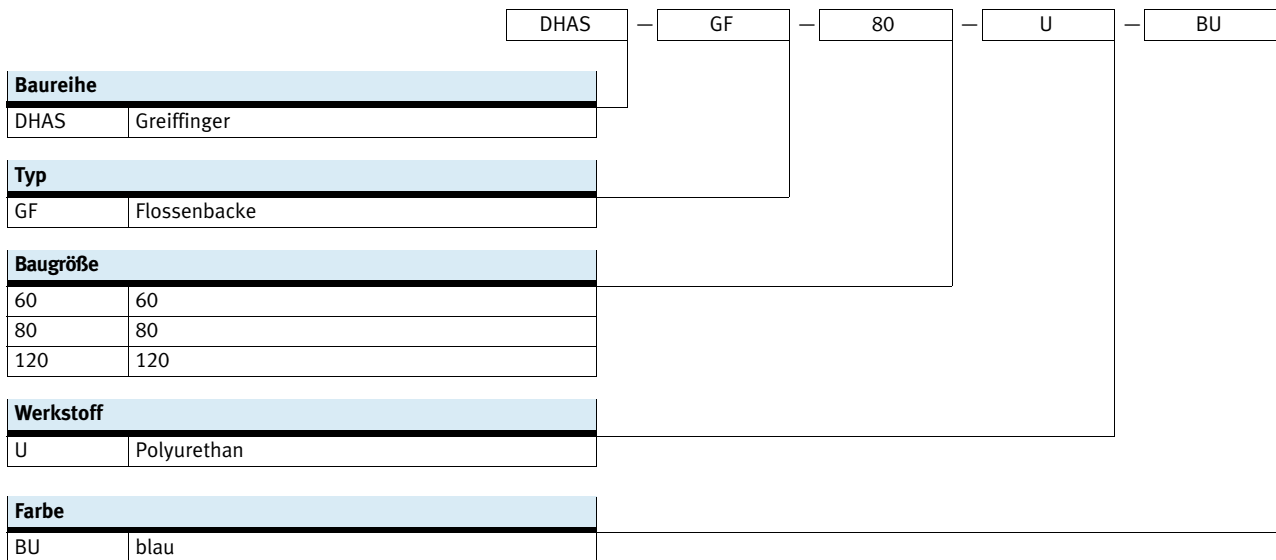 DHAS — GF — 80 — U — BU
Baureihe
DHAS Greiffinger
Typ
GF Flossenbacke
Baugröße
60 60
80 80
120 120
Werkstoff
U Polyurethan
Farbe
BU blau